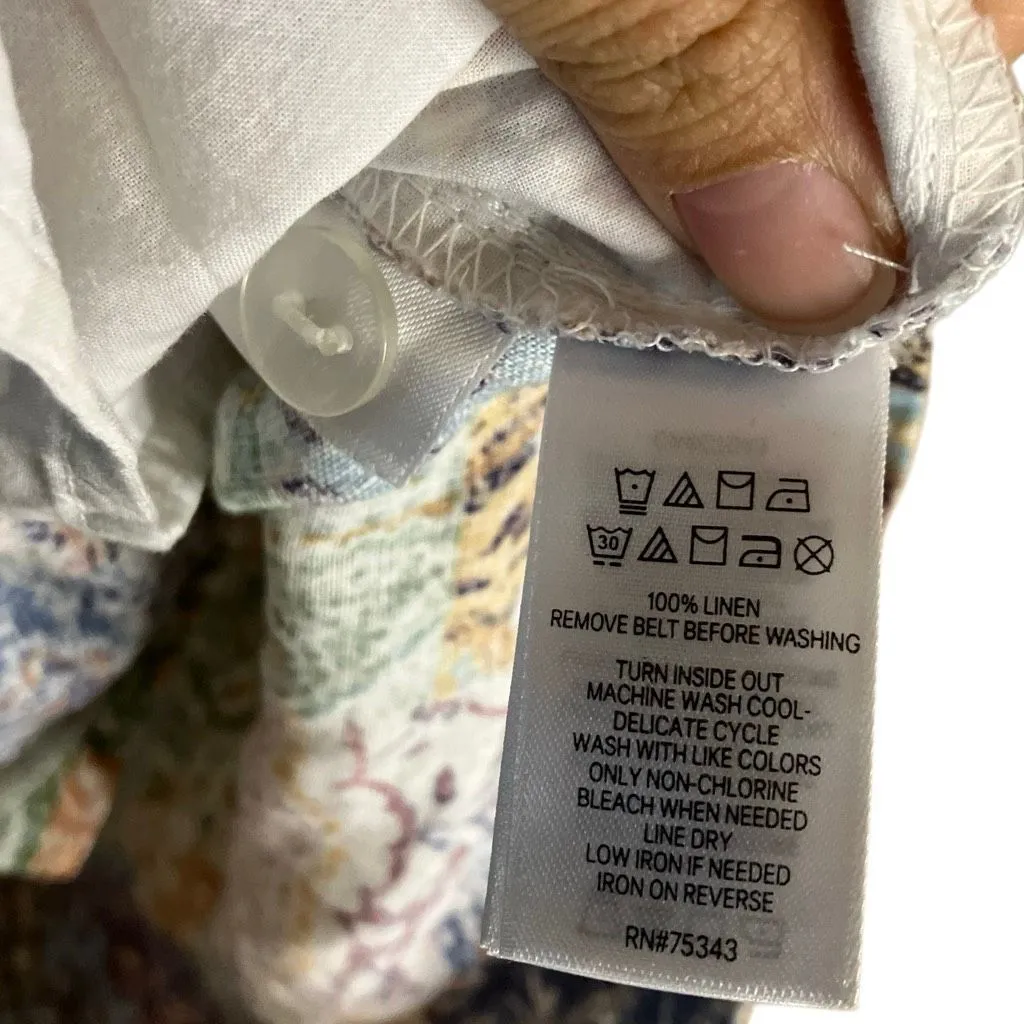 30
100% LINEN
REMOVE BELT BEFORE WASHING
TURN INSIDE OUT
MACHINE WASH COOL-
DELICATE CYCLE
WASH WITH LIKE COLORS
ONLY NON-CHLORINE
BLEACH WHEN NEEDED
LINE DRY
LOW IRON IF NEEDED
IRON ON REVERSE
RN#75343